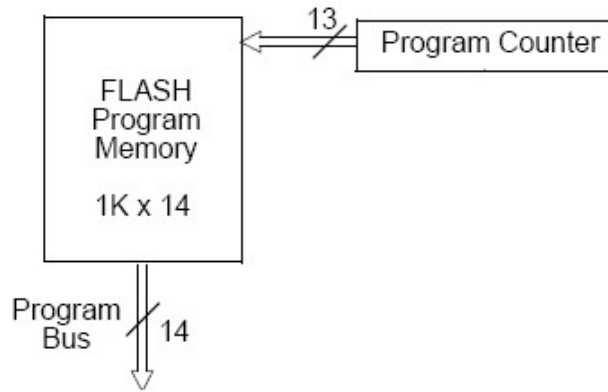 13
Program Counter
FLASH
Program
Memory
1K x 14
Program
Bus
14